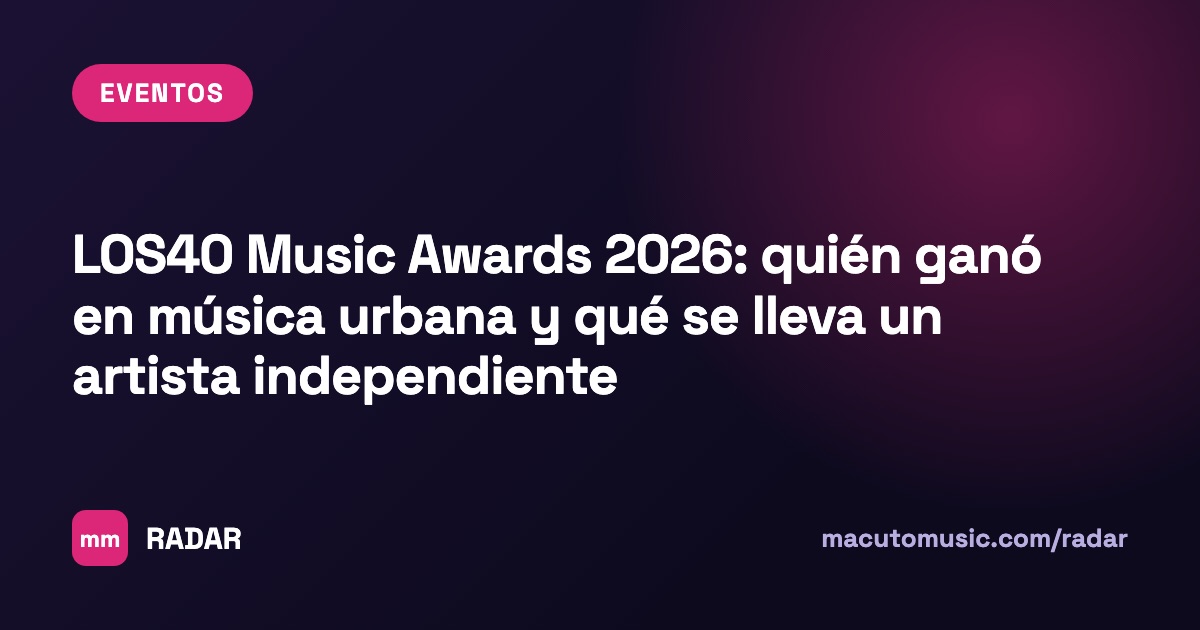 EVENTOS
LOS40 Music Awards 2026: quién ganó
en música urbana y qué se lleva un
artista independiente
mm RADAR
macutomusic.com/radar